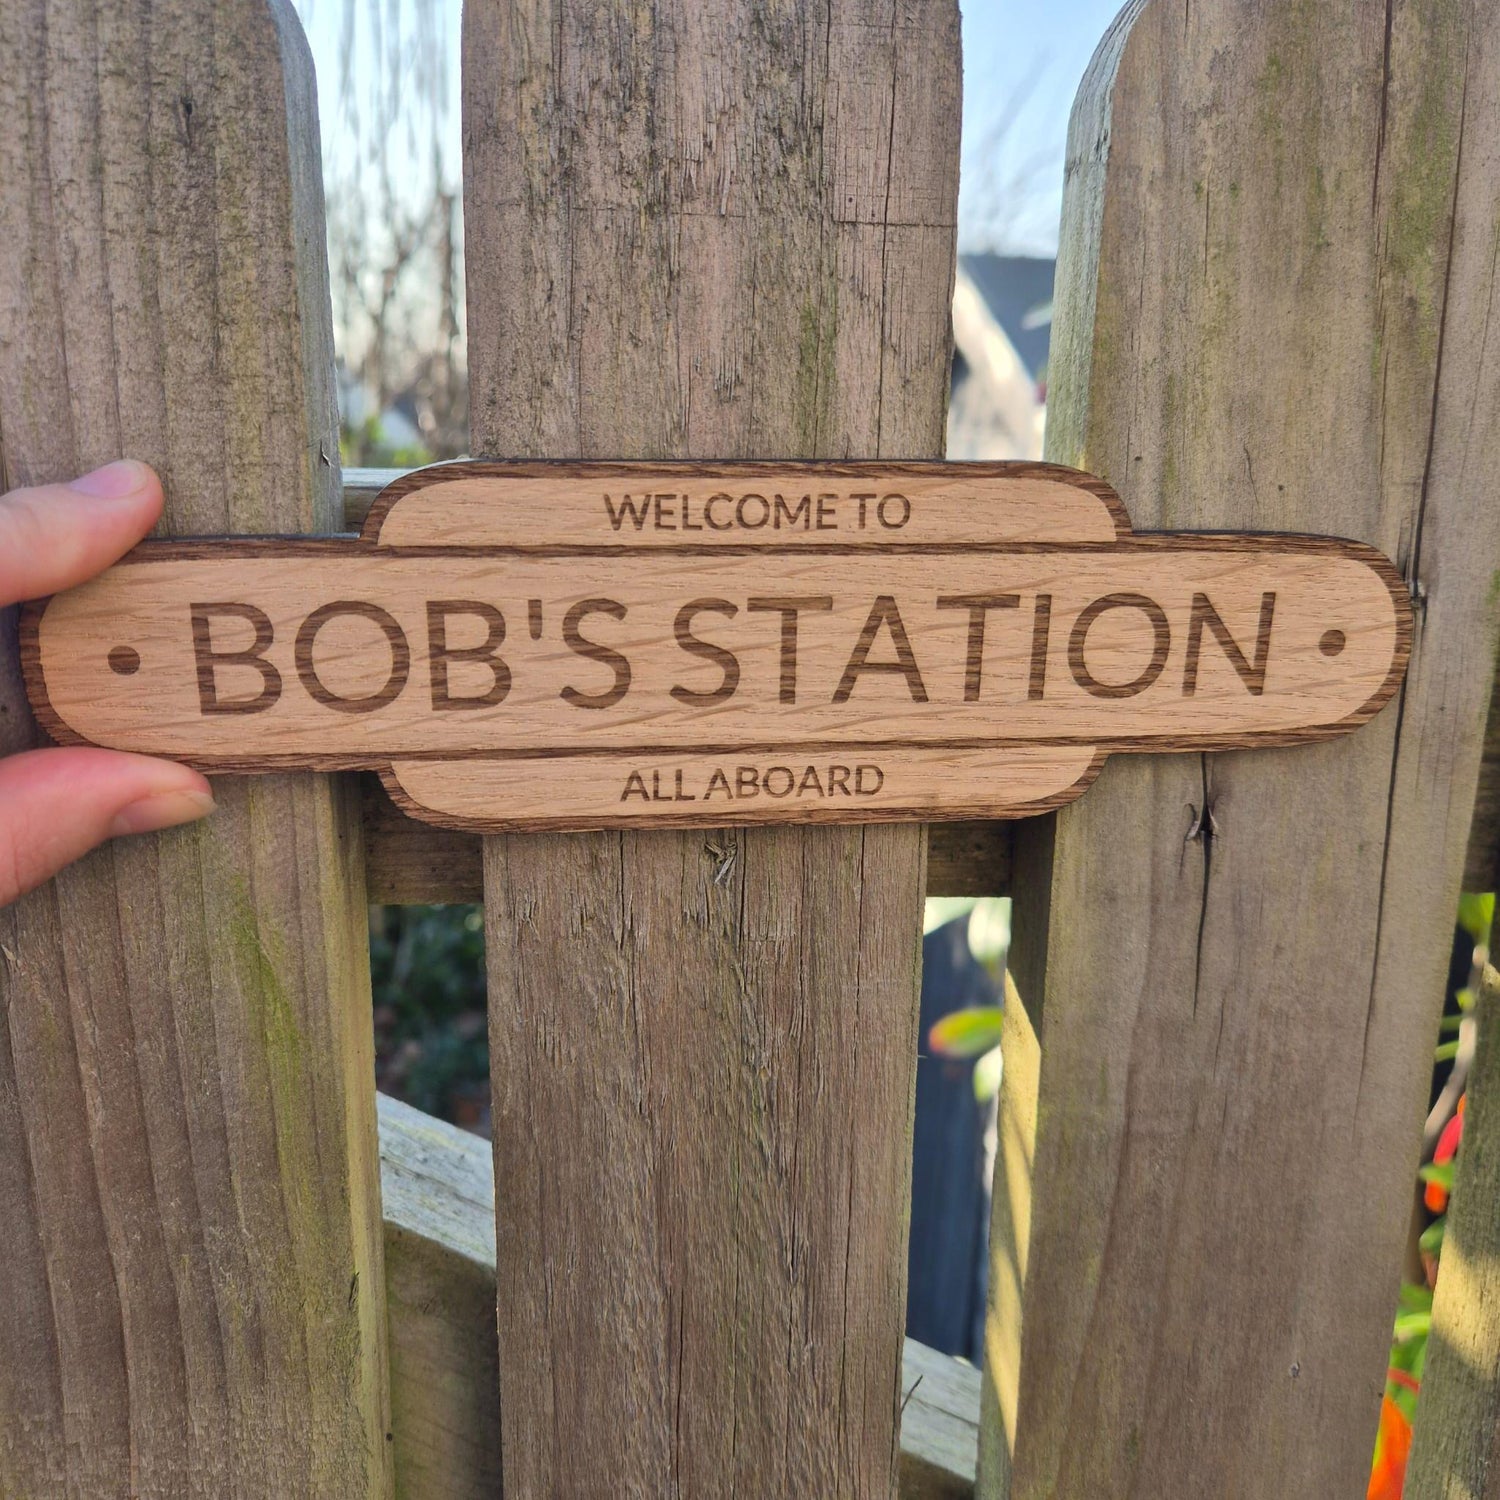 WELCOME TO
• BOB'S STATION •
ALL ABOARD